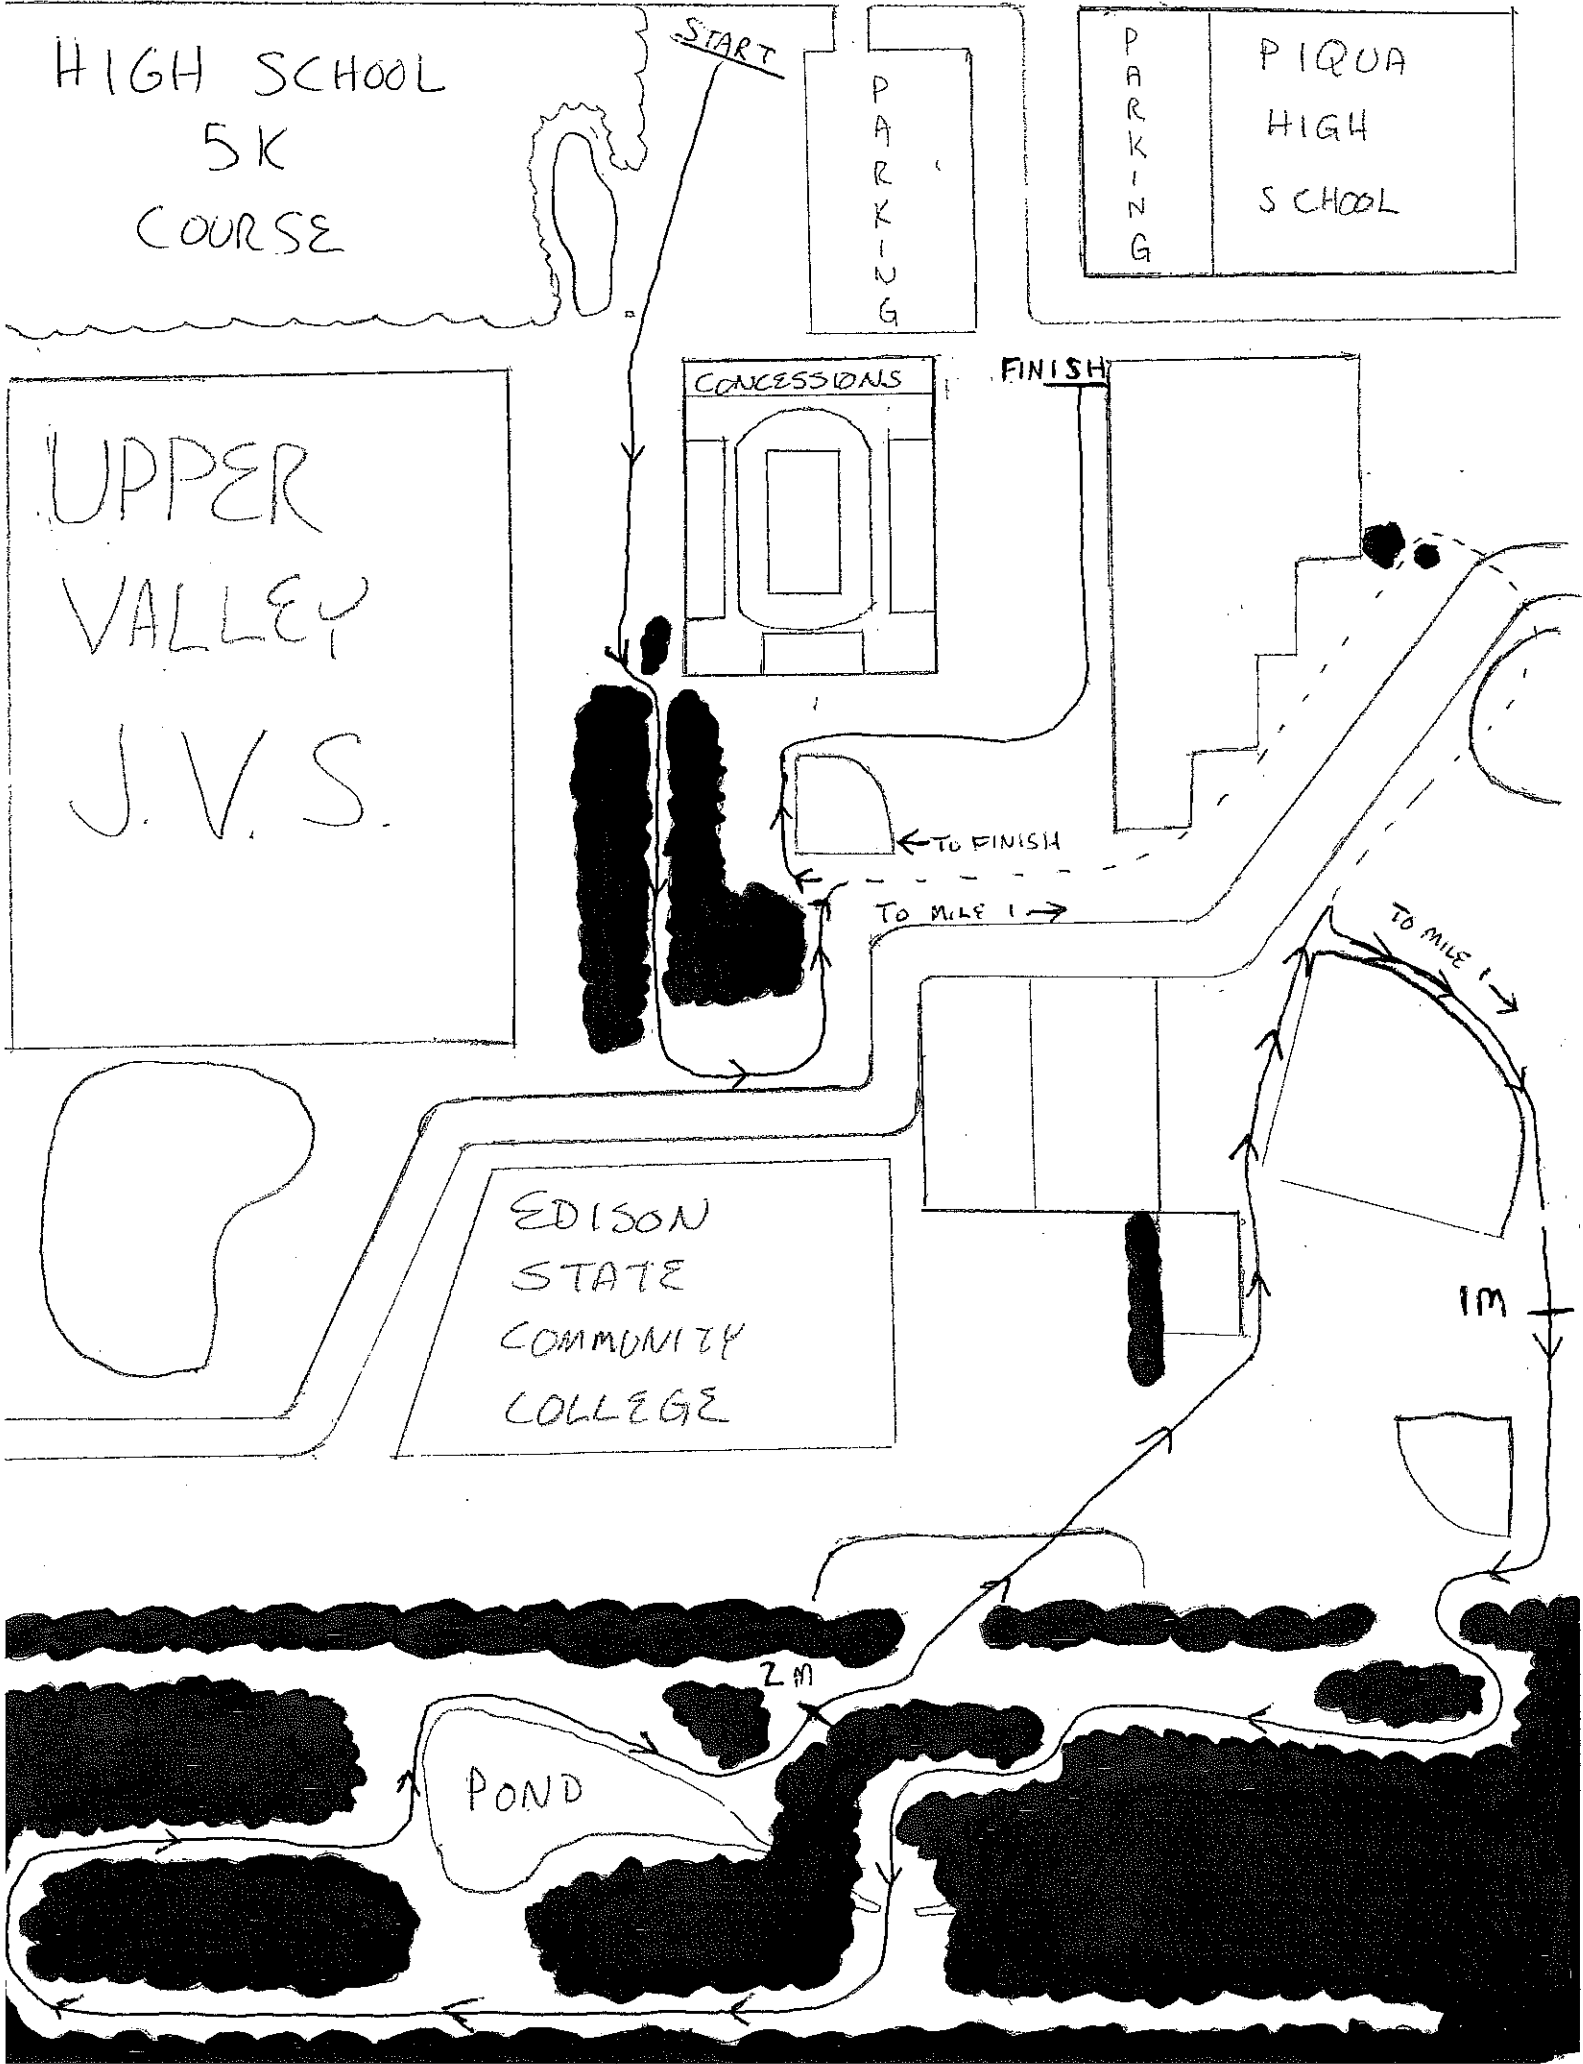 HIGH SCHOOL
5K
COURSE
START
PARKING
PARKING
PIQUA
HIGH
SCHOOL
CONCESSIONS
FINISH
UPPER
VALLEY
J.V.S.
←TO FINISH
TO MILE 1→
TO MILE 1→
EDISON
STATE
COMMUNITY
COLLEGE
1M
2M
POND